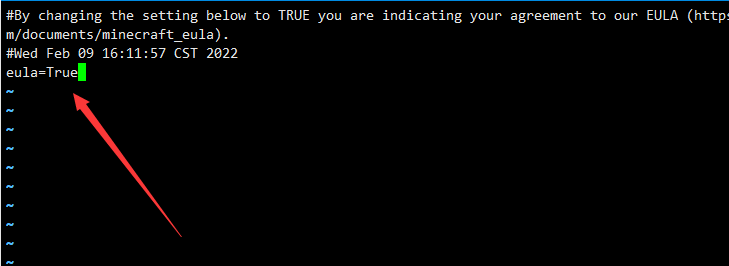 #By changing the setting below to TRUE you are indicating your agreement to our EULA (https
m/documents/minecraft_eula).
#Wed Feb 09 16:11:57 CST 2022
eula=True
~
~
~
~
~
~
~
~
~
~